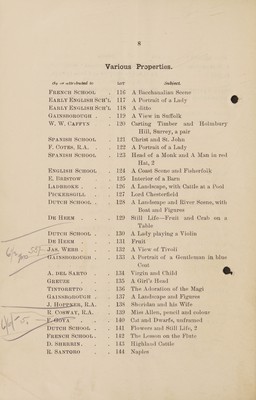 8
Various Properties.
By or attributed to LOT Subject.
FRENCH SCHOOL . 116 A Bacchanalian Scene
EARLY ENGLISH SCH'L 117 A Portrait of a Lady
EARLY ENGLISH SCH'L 118 A ditto
GAINSBOROUGH . . 119 A View in Suffolk
W. W. CAFFYN . 120 Carting Timber and Holmbury
Hill, Surrey, a pair
SPANISH SCHOOL . 121 Christ and St. John
F. COTES, R.A. . . 122 A Portrait of a Lady
SPANISH SCHOOL . 123 Head of a Monk and A Man in red
Hat, 2
ENGLISH SCHOOL . 124 A Coast Scene and Fisherfolk
E. BRISTOW . . 125 Interior of a Barn
LADBROKE . . . 126 A Landscape, with Cattle at a Pool
PICKERSGILL . . 127 Lord Chesterfield
DUTCH SCHOOL . . 128 A Landscape and River Scene, with
Boat and Figures
DE HEEM . . 129 Still Life—Fruit and Crab on a
Table
DUTCH SCHOOL . . 130 A Lady playing a Violin
DE HEEM . . . 131 Fruit
JAS. WEBB . . . 132 A View of Tivoli
GAINSBOROUGH . . 133 A Portrait of a Gentleman in blue
Coat
A. DEL SARTO . . 134 Virgin and Child
GREUZE . . . 135 A Girl's Head
TINTORETTO . . 136 The Adoration of the Magi
GAINSBOROUGH . . 137 A Landscape and Figures
J. HOPPNER, R.A. . 138 Sheridan and his Wife
R. COSWAY, R.A. . 139 Miss Allen, pencil and colour
F. GOYA . . . 140 Cat and Dwarfs, unframed
DUTCH SCHOOL . . 141 Flowers and Still Life, 2
FRENCH SCHOOL. . 142 The Lesson on the Flute
D. SHERRIN. . . 143 Highland Cattle
R. SANTORO . . 144 Naples